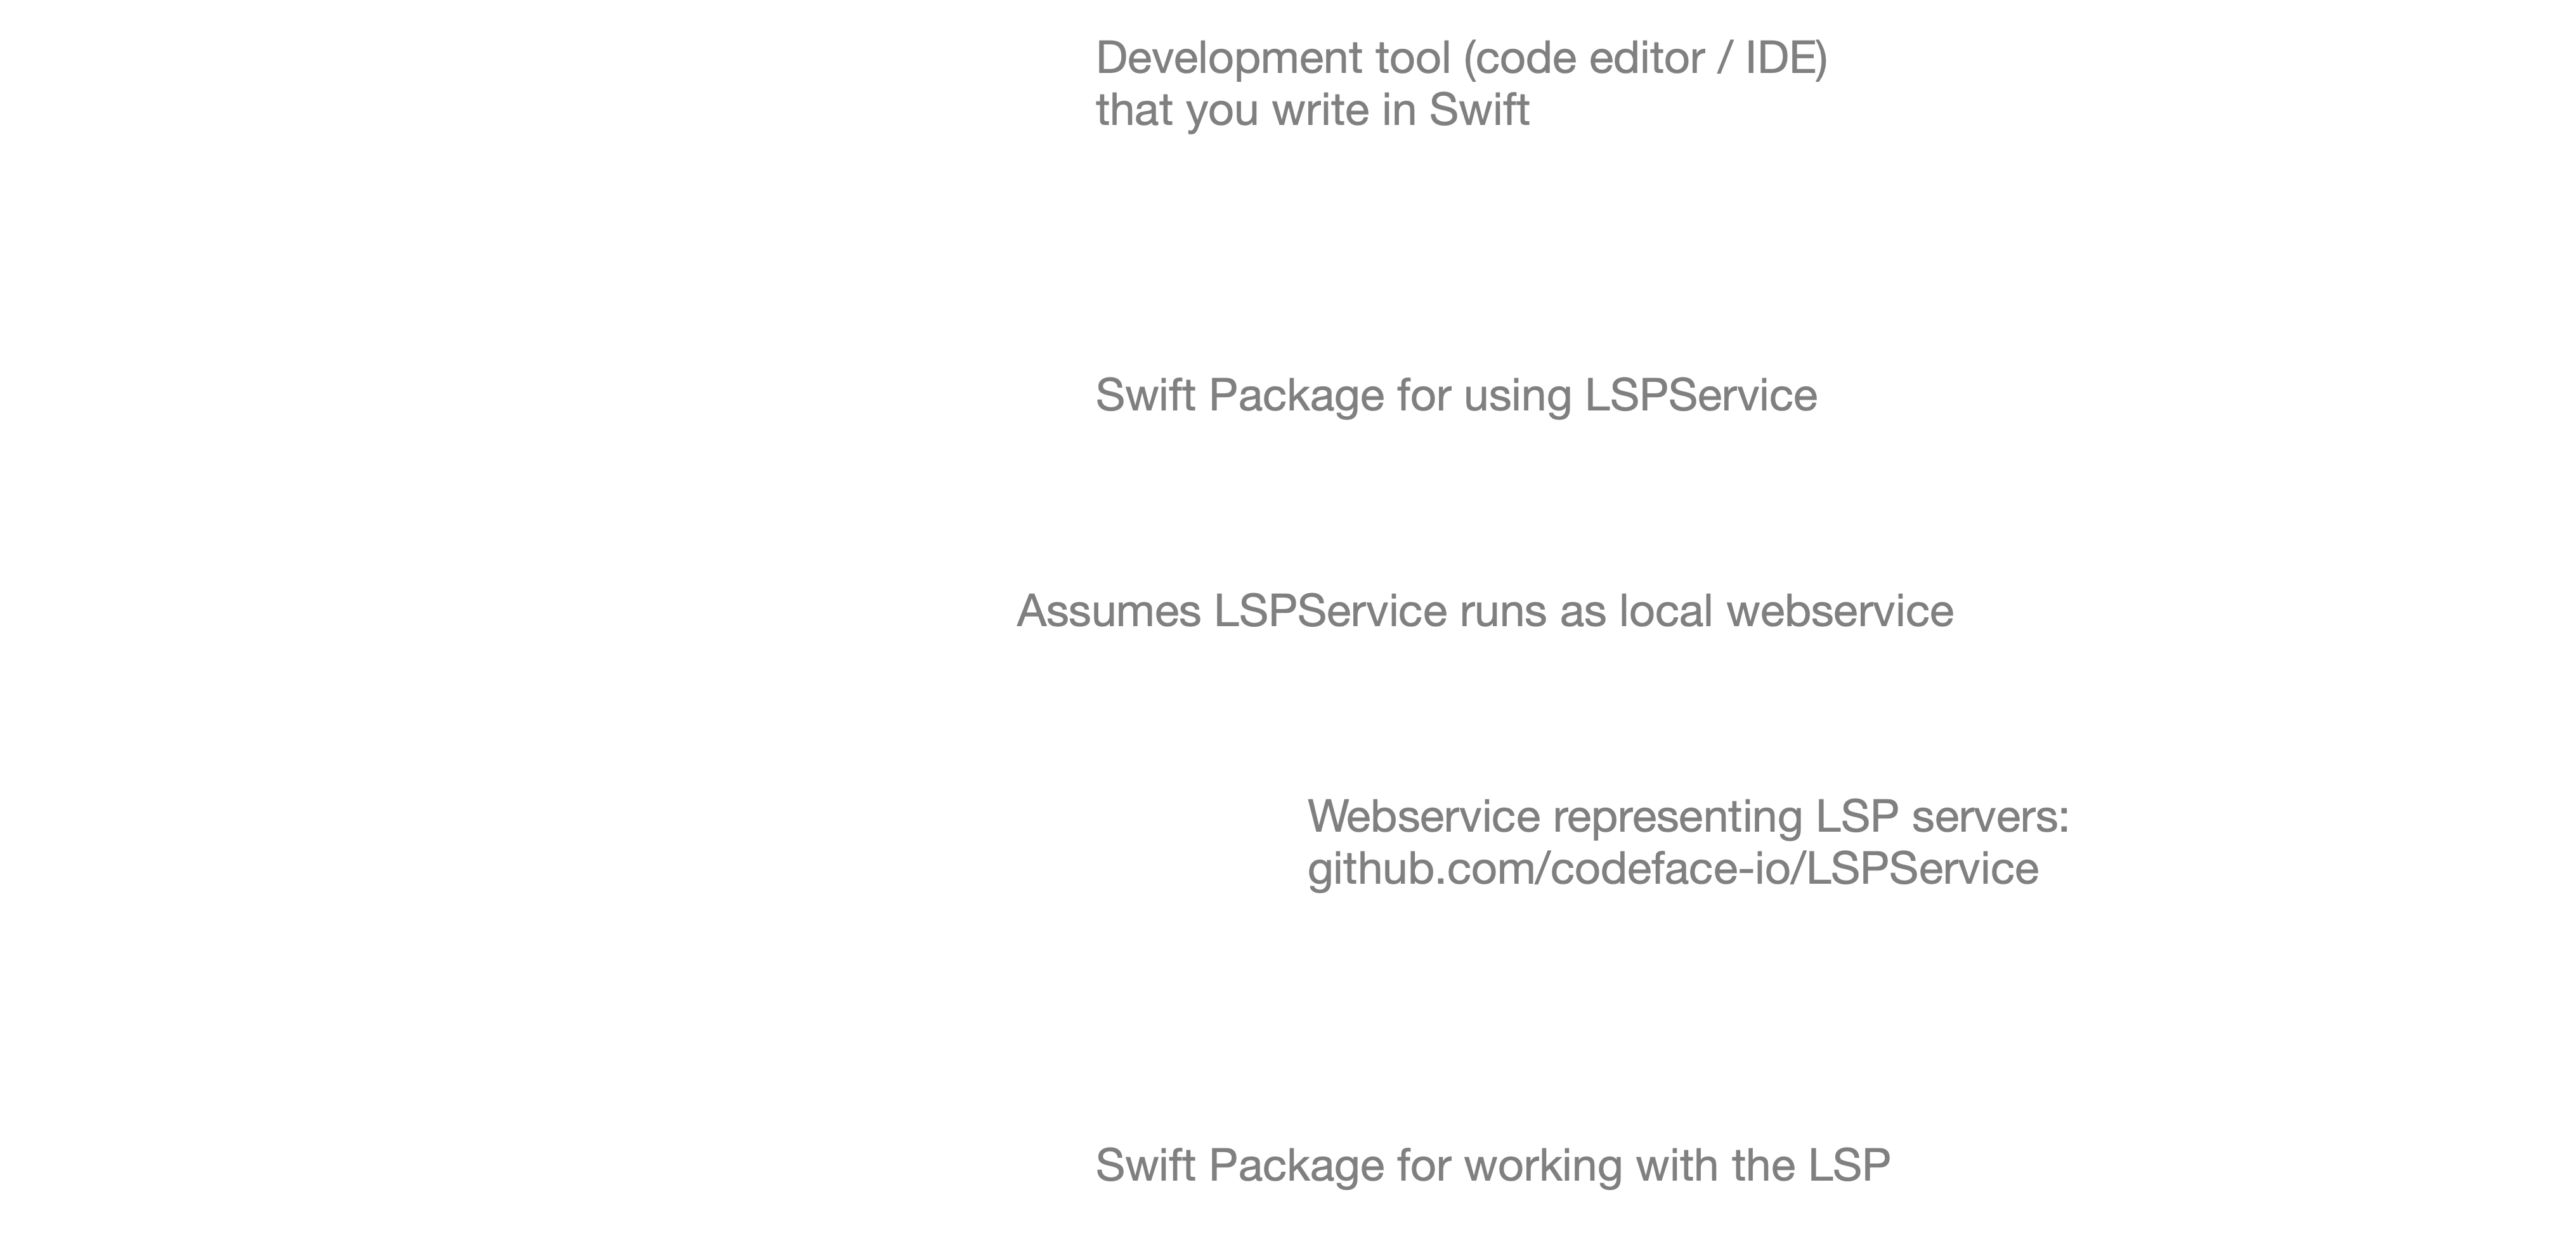 Development tool (code editor / IDE)
that you write in Swift
Swift Package for using LSPService
Assumes LSPService runs as local webservice
Webservice representing LSP servers:
github.com/codeface-io/LSPService
Swift Package for working with the LSP